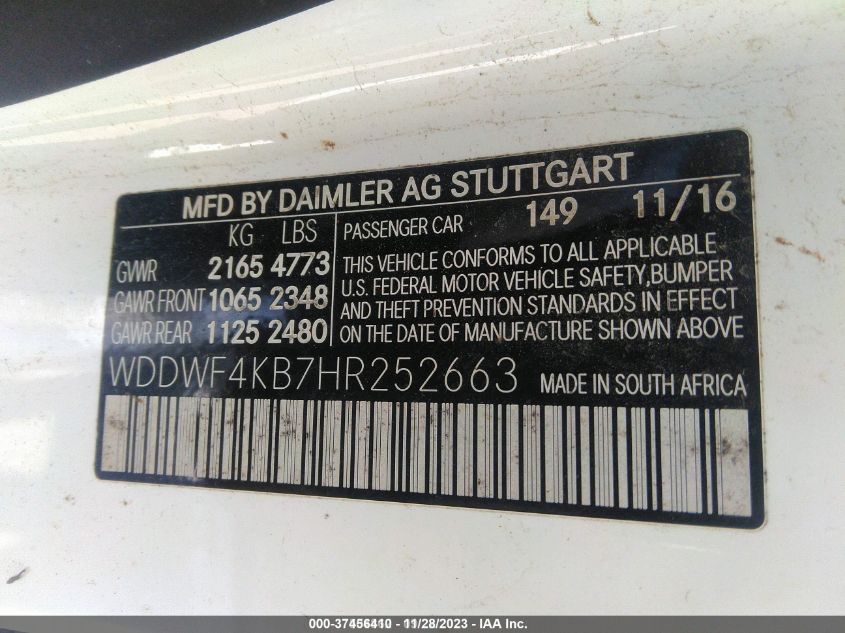 MFD BY DAIMLER AG STUTTGART
KG LBS
GVWR 2165 4773
GAWR FRONT 1065 2348
GAWR REAR 1125 2480
PASSENGER CAR 149 11/16
THIS VEHICLE CONFORMS TO ALL APPLICABLE
U.S. FEDERAL MOTOR VEHICLE SAFETY,BUMPER
AND THEFT PREVENTION STANDARDS IN EFFECT
ON THE DATE OF MANUFACTURE SHOWN ABOVE
WDDWF4KB7HR252663 MADE IN SOUTH AFRICA
000-37456410 - 11/28/2023 - IAA Inc.